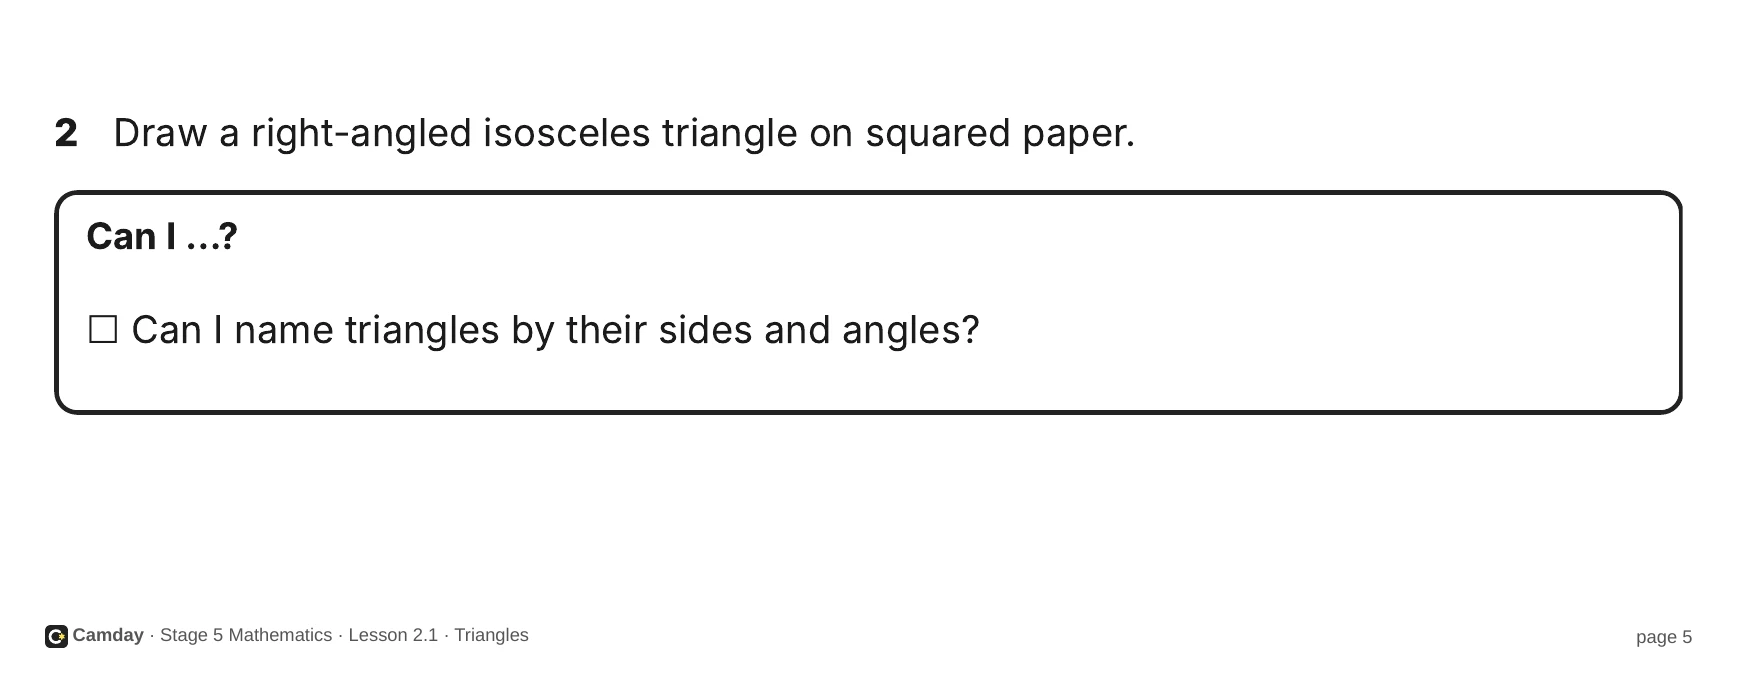 2 Draw a right-angled isosceles triangle on squared paper.
Can I ...?
☐ Can I name triangles by their sides and angles?
Camday · Stage 5 Mathematics · Lesson 2.1 · Triangles
page 5